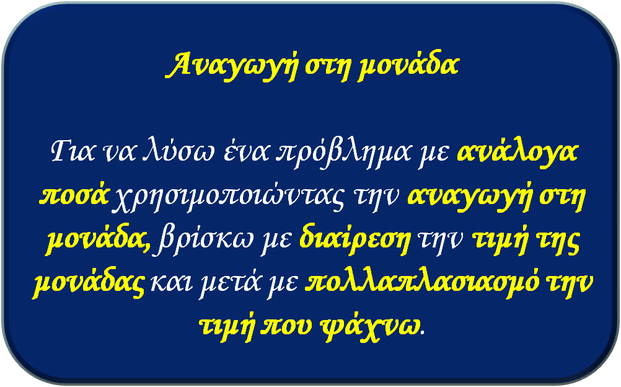 Αναγωγή στη μονάδα
Για να λύσω ένα πρόβλημα με ανάλογα
ποσά χρησιμοποιώντας την αναγωγή στη
μονάδα, βρίσκω με διαίρεση την τιμή της
μονάδας και μετά με πολλαπλασιασμό την
τιμή που ψάχνω.